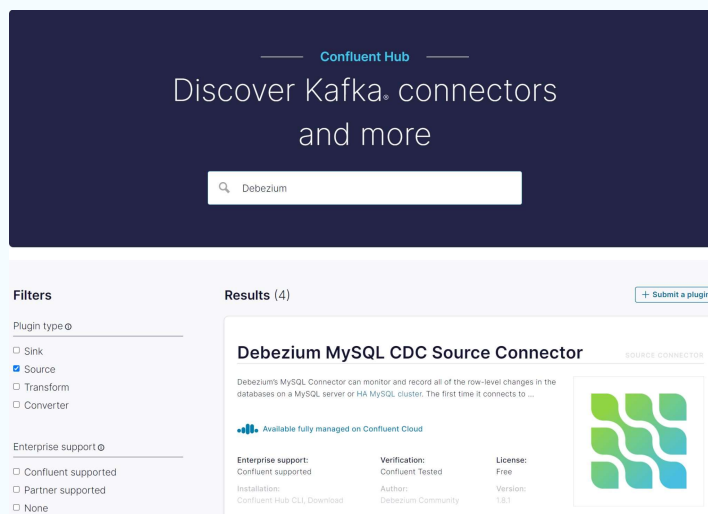 Confluent Hub
Discover Kafka® connectors
and more
Debezium
Filters
Plugin type
Sink
Source
Transform
Converter
Enterprise support
Confluent supported
Partner supported
None
Results (4)
+ Submit a plugin
Debezium MySQL CDC Source Connector
SOURCE CONNECTOR
Debezium's MySQL Connector can monitor and record all of the row-level changes in the
databases on a MySQL server or HA MySQL cluster. The first time it connects to ...
Available fully managed on Confluent Cloud
Enterprise support: Verification: License:
Confluent supported Confluent Tested Free
Installation: Author: Version:
Confluent Hub CLI, Download Debezium Community 1.8.1